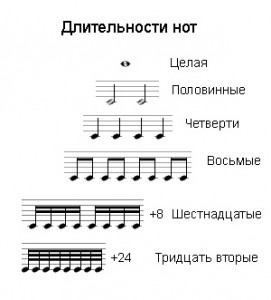 Длительности нот
Целая
Половинные
Четверти
Восьмые
+8 Шестнадцатые
+24 Тридцать вторые